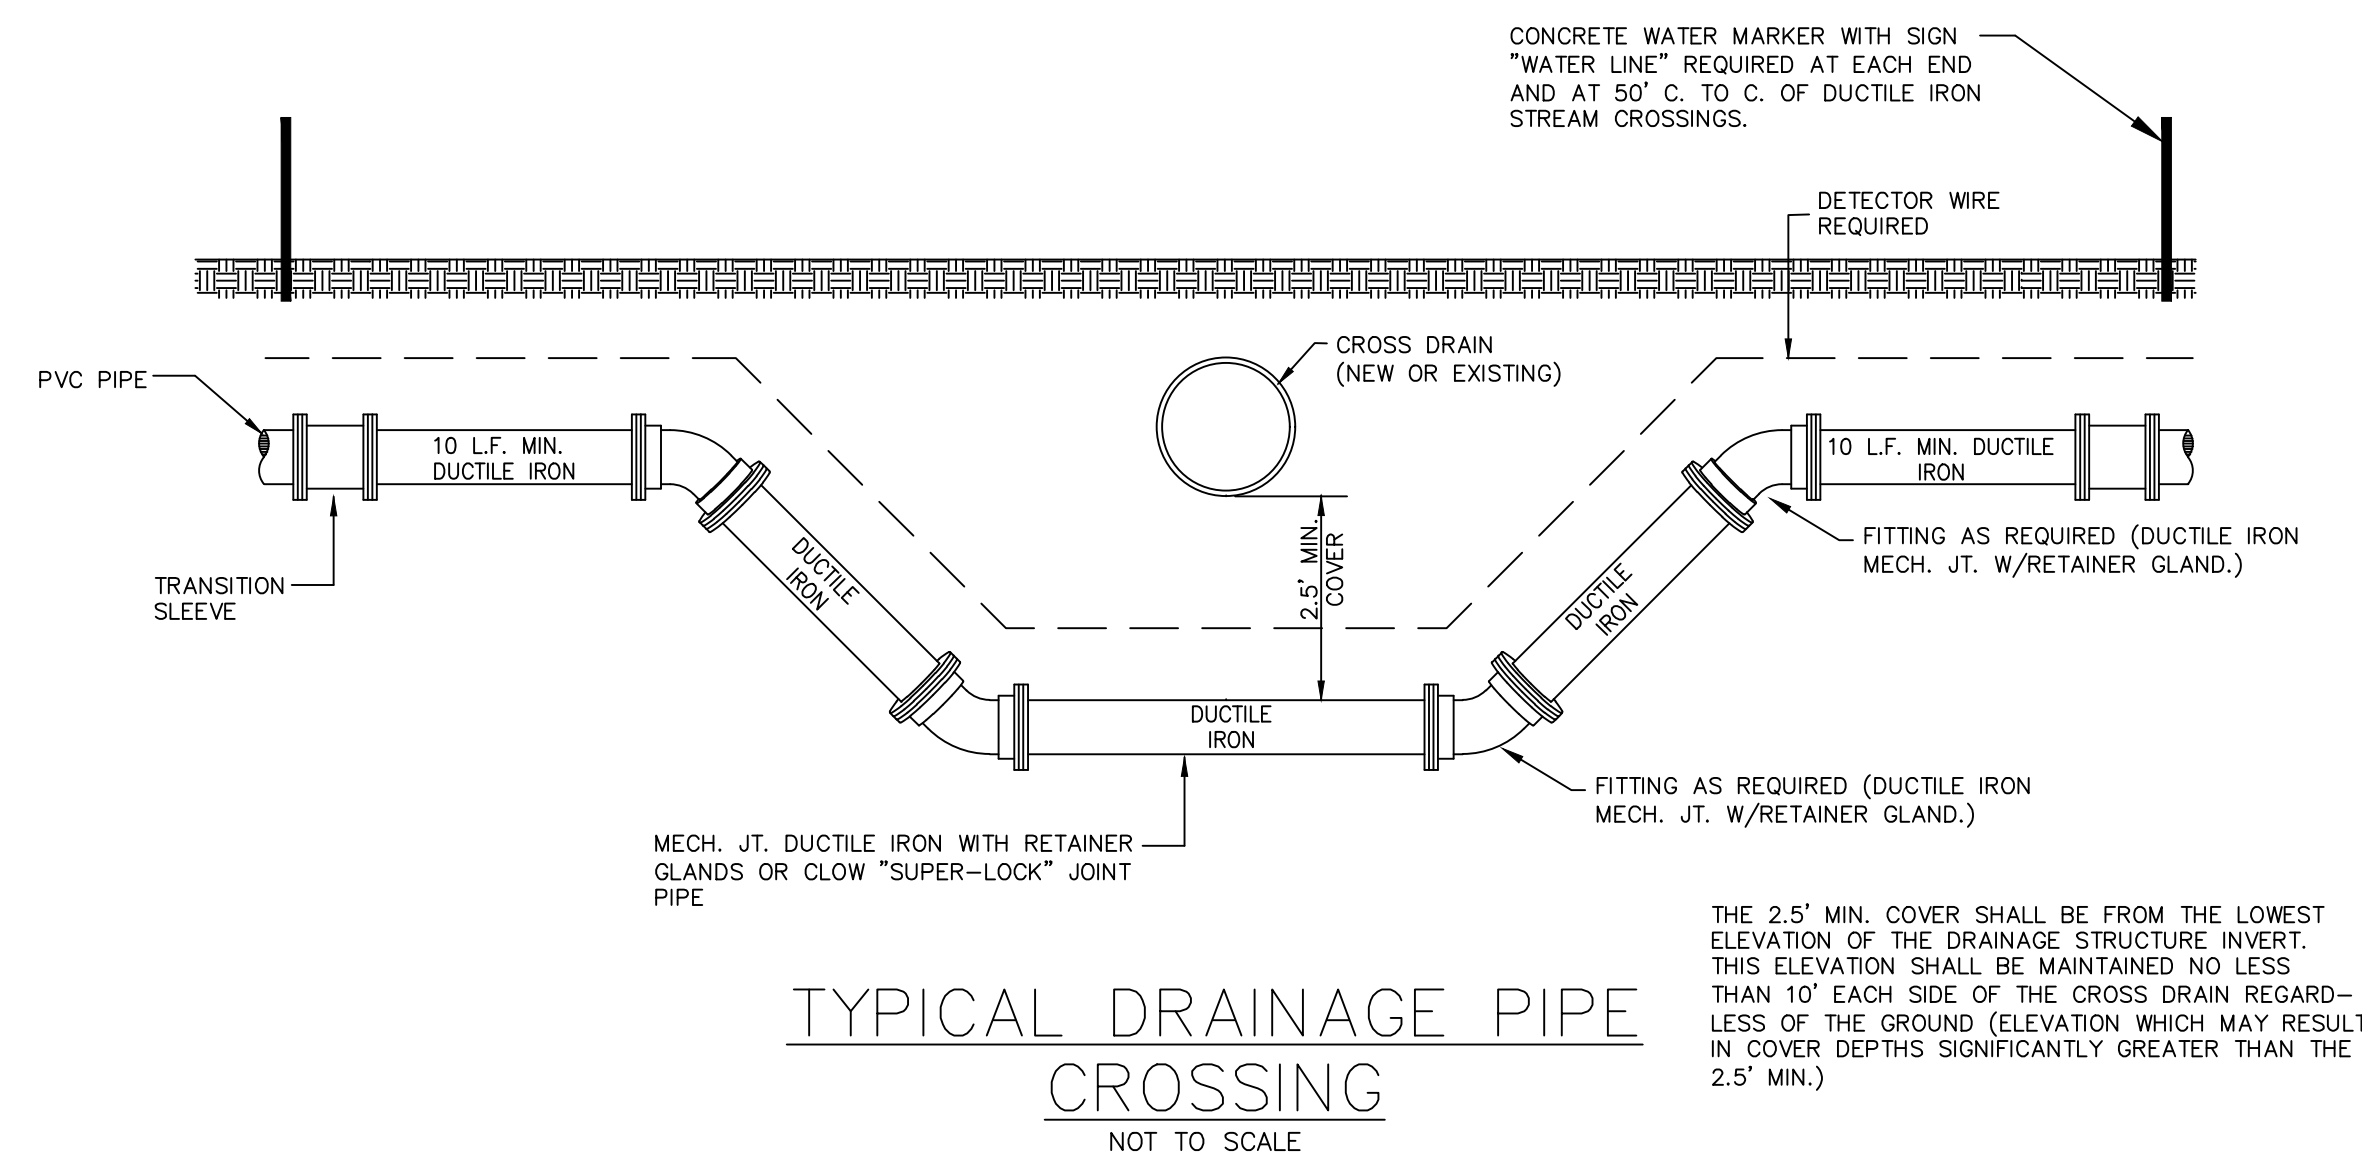 CONCRETE WATER MARKER WITH SIGN
"WATER LINE" REQUIRED AT EACH END
AND AT 50' C. TO C. OF DUCTILE IRON
STREAM CROSSINGS.
DETECTOR WIRE
REQUIRED
CROSS DRAIN
(NEW OR EXISTING)
PVC PIPE
10 L.F. MIN.
DUCTILE IRON
10 L.F. MIN. DUCTILE
IRON
TRANSITION
SLEEVE
DUCTILE
IRON
2.5' MIN.
COVER
DUCTILE
IRON
FITTING AS REQUIRED (DUCTILE IRON
MECH. JT. W/RETAINER GLAND.)
DUCTILE
IRON
FITTING AS REQUIRED (DUCTILE IRON
MECH. JT. W/RETAINER GLAND.)
MECH. JT. DUCTILE IRON WITH RETAINER
GLANDS OR CLOW "SUPER-LOCK" JOINT
PIPE
THE 2.5' MIN. COVER SHALL BE FROM THE LOWEST
ELEVATION OF THE DRAINAGE STRUCTURE INVERT.
THIS ELEVATION SHALL BE MAINTAINED NO LESS
THAN 10' EACH SIDE OF THE CROSS DRAIN REGARD-
LESS OF THE GROUND (ELEVATION WHICH MAY RESULT
IN COVER DEPTHS SIGNIFICANTLY GREATER THAN THE
2.5' MIN.)
TYPICAL DRAINAGE PIPE
CROSSING
NOT TO SCALE